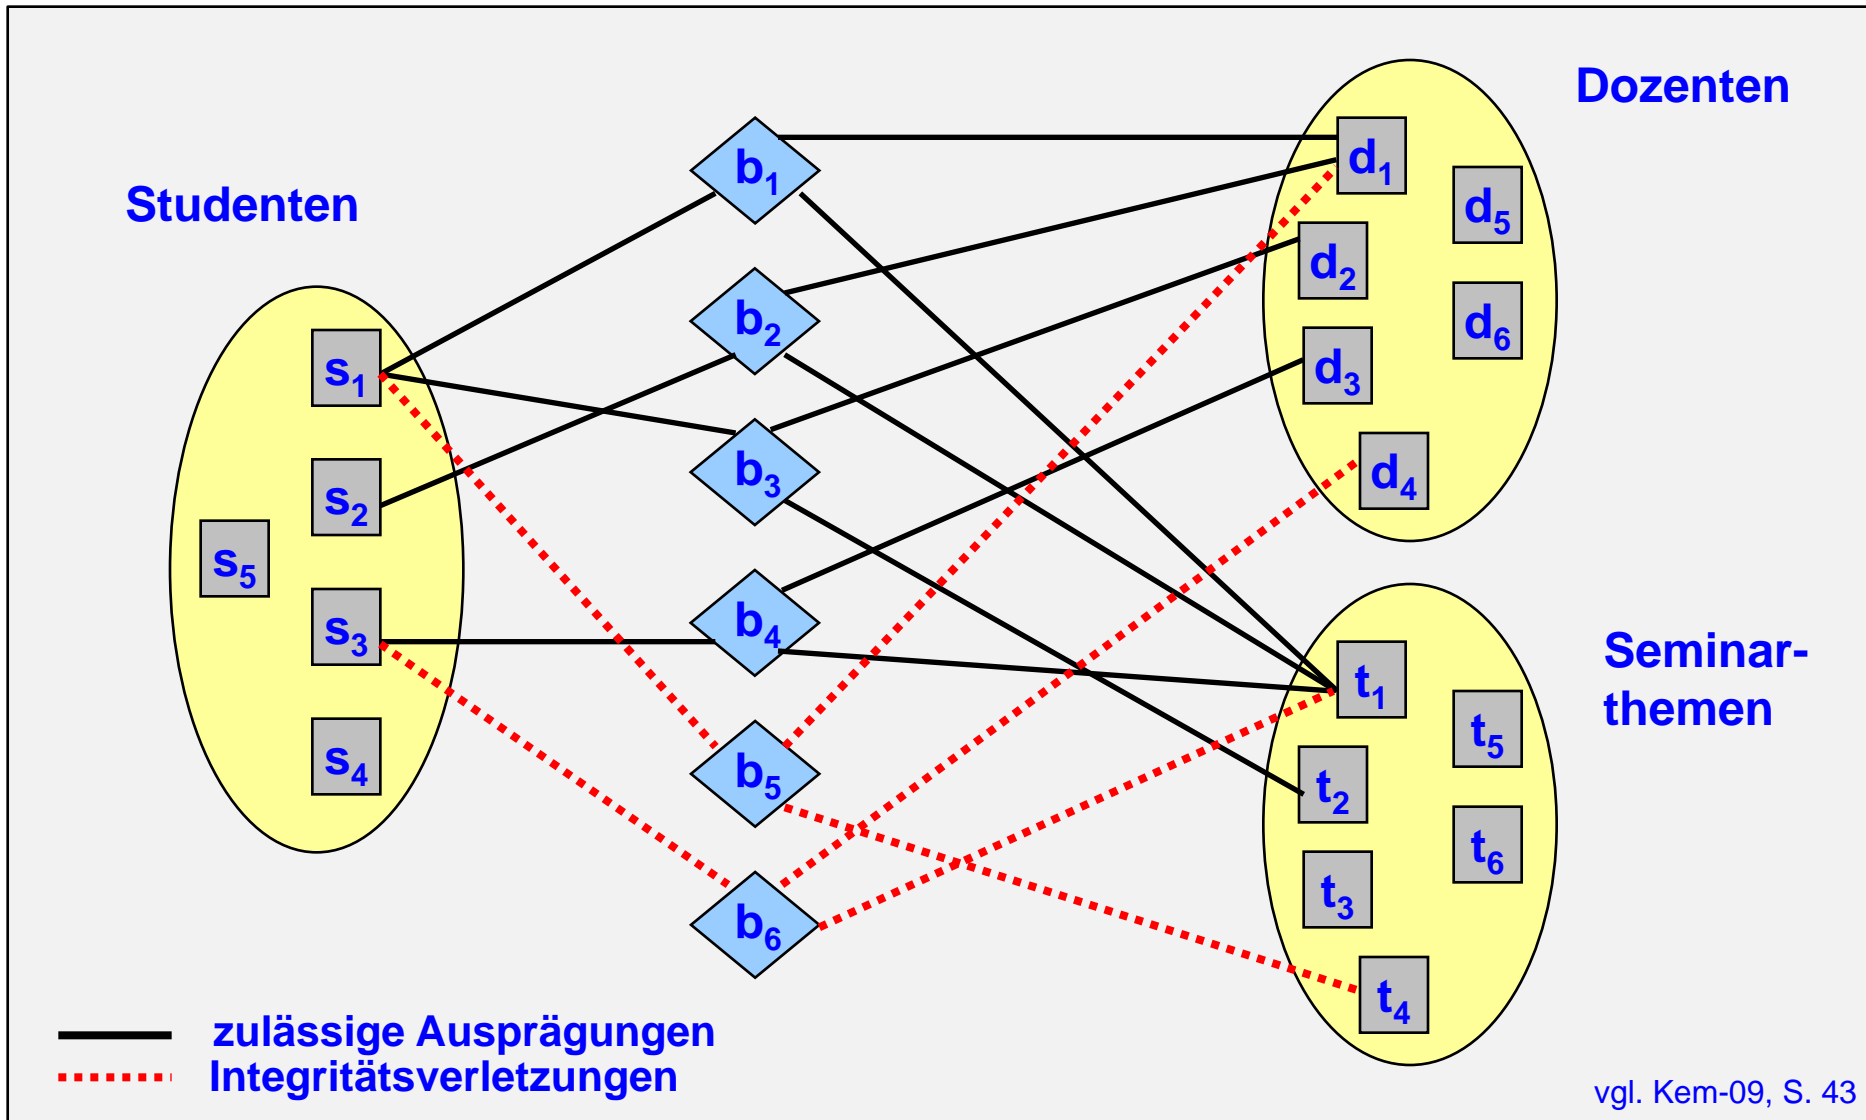 Dozenten
Studenten
b1
b2
b3
b4
b5
b6
d1
d2
d3
d4
d5
d6
s1
s2
s3
s4
s5
Seminar-
themen
t1
t2
t3
t4
t5
t6
zulässige Ausprägungen
Integritätsverletzungen
vgl. Kem-09, S. 43